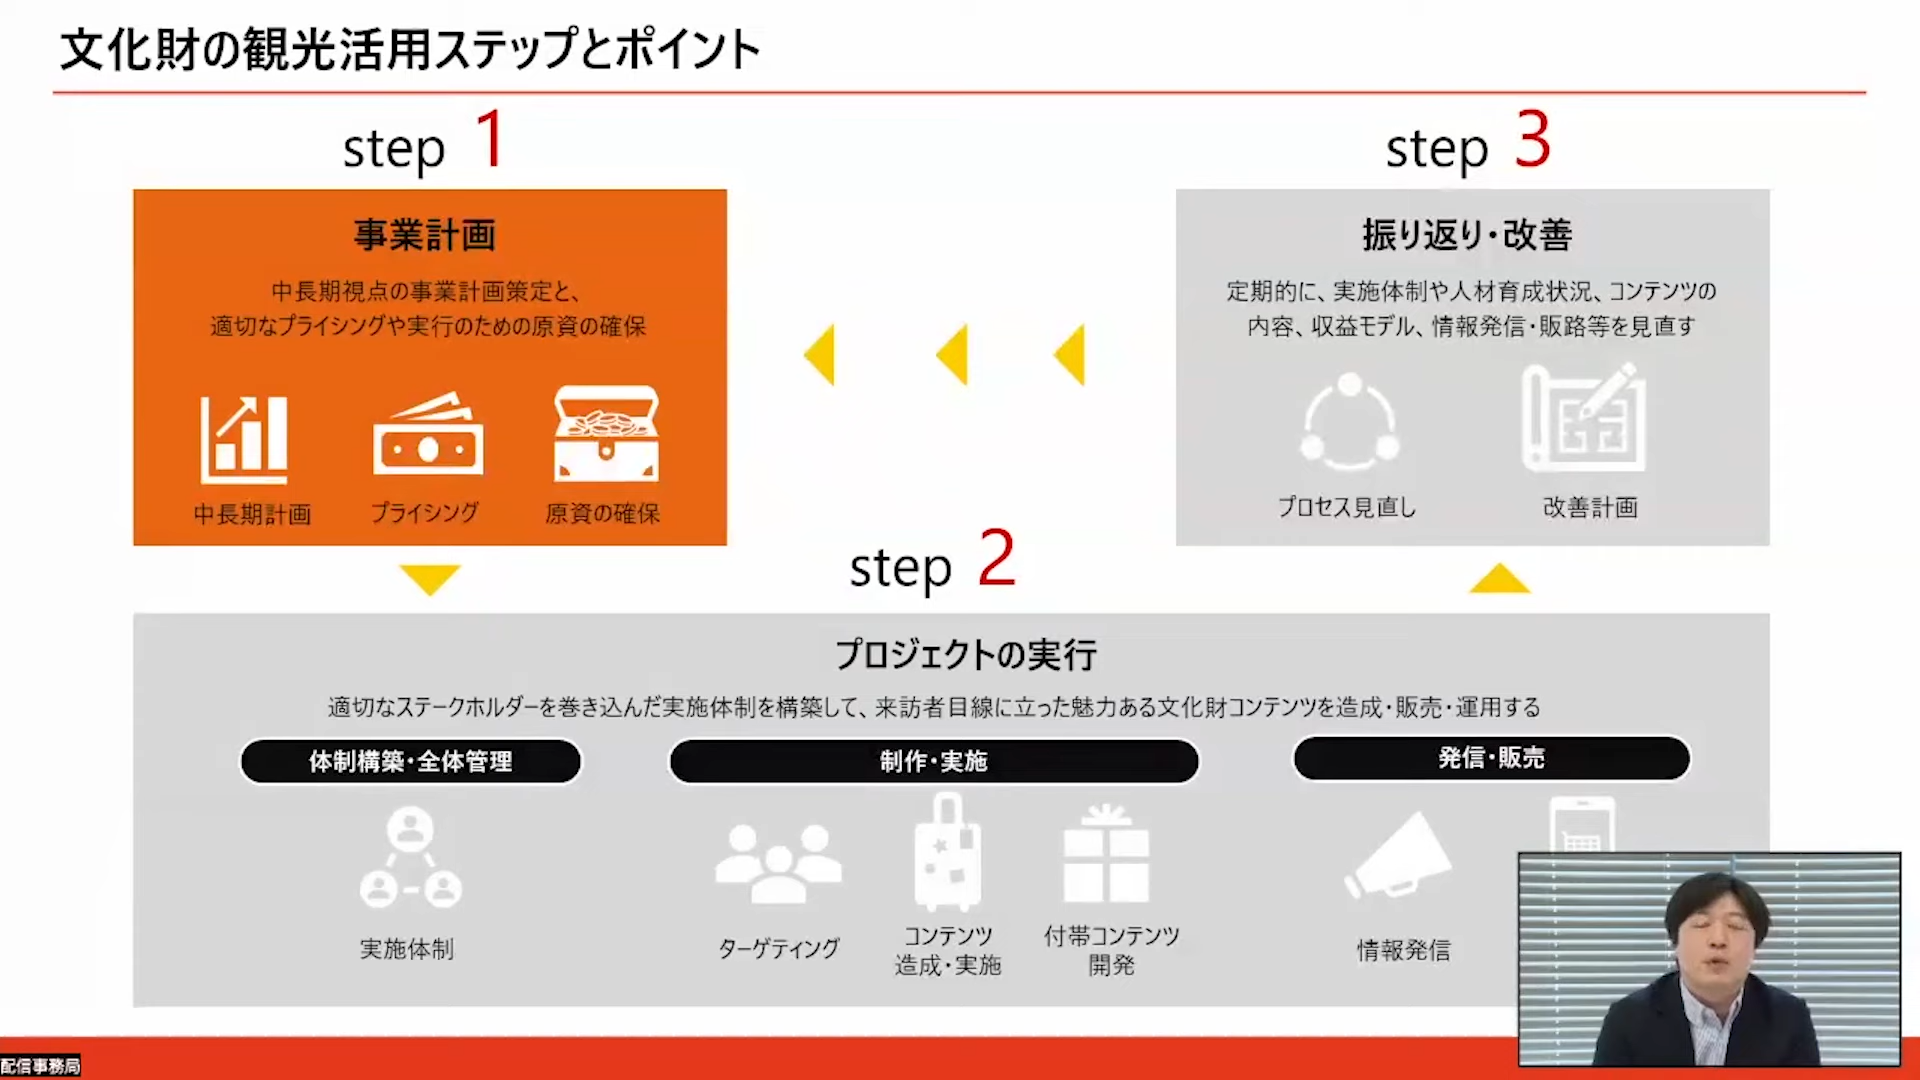 文化財の観光活用ステップとポイント
step 1
事業計画
中長期視点の事業計画策定と、
適切なプライシングや実行のための原資の確保
中長期計画
プライシング
原資の確保
step 3
振り返り・改善
定期的に、実施体制や人材育成状況、コンテンツの
内容、収益モデル、情報発信・販路等を見直す
プロセス見直し
改善計画
step 2
プロジェクトの実行
適切なステークホルダーを巻き込んだ実施体制を構築して、来訪者目線に立った魅力ある文化財コンテンツを造成・販売・運用する
体制構築・全体管理
実施体制
制作・実施
ターゲティング
コンテンツ
造成・実施
付帯コンテンツ
開発
発信・販売
情報発信
配信事務局